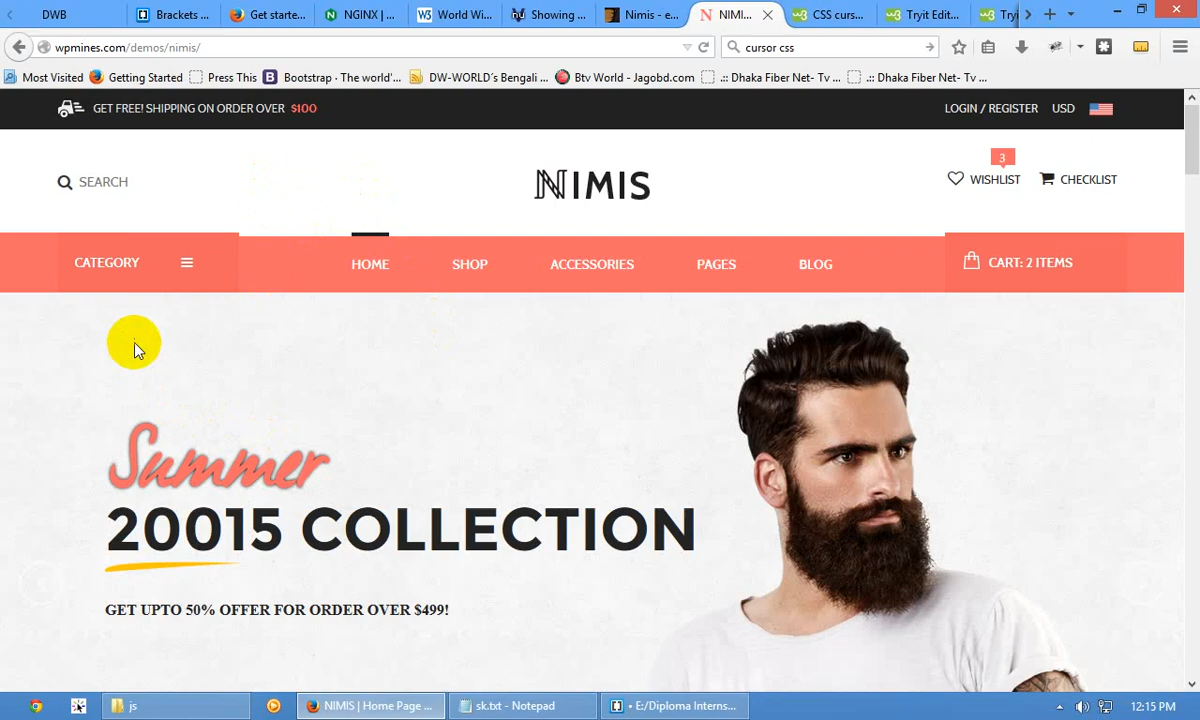 DWB
Brackets ...
Get starte...
NGINX | ...
World Wi...
Showing ...
Nimis - e...
NIMI...
CSS curs...
Tryit Edit...
Tryi
wpmines.com/demos/nimis/
cursor css
Most Visited
Getting Started
Press This
Bootstrap · The world'...
DW-WORLD´s Bengali ...
Btv World - Jagobd.com
.:: Dhaka Fiber Net- Tv ...
.:: Dhaka Fiber Net- Tv ...
GET FREE! SHIPPING ON ORDER OVER $100
LOGIN / REGISTER
USD
SEARCH
NIMIS
3
WISHLIST
CHECKLIST
CATEGORY
HOME
SHOP
ACCESSORIES
PAGES
BLOG
CART: 2 ITEMS
Summer
20015 COLLECTION
GET UPTO 50% OFFER FOR ORDER OVER $499!
js
NIMIS | Home Page ...
sk.txt - Notepad
• E:/Diploma Interns...
12:15 PM